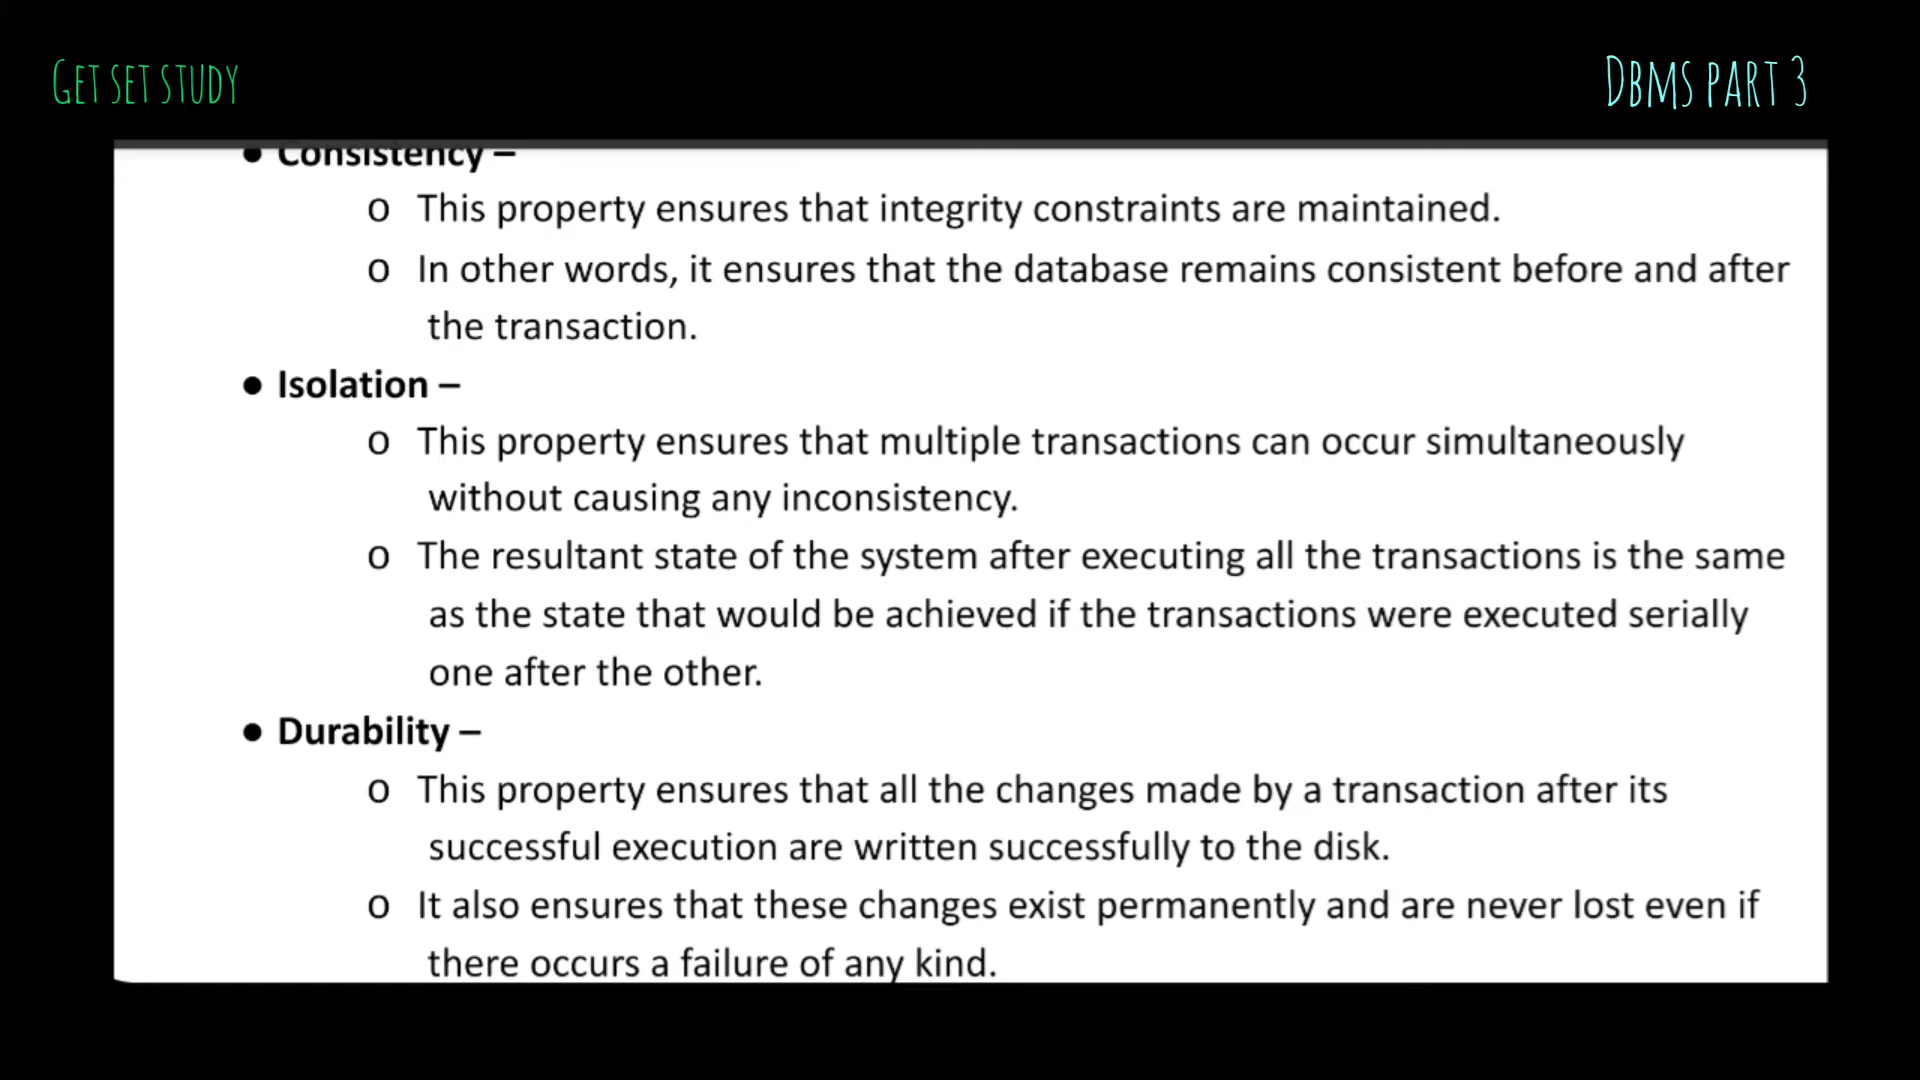 GET SET STUDY
DBMS PART 3
● Consistency –
o This property ensures that integrity constraints are maintained.
o In other words, it ensures that the database remains consistent before and after
the transaction.
● Isolation –
o This property ensures that multiple transactions can occur simultaneously
without causing any inconsistency.
o The resultant state of the system after executing all the transactions is the same
as the state that would be achieved if the transactions were executed serially
one after the other.
● Durability –
o This property ensures that all the changes made by a transaction after its
successful execution are written successfully to the disk.
o It also ensures that these changes exist permanently and are never lost even if
there occurs a failure of any kind.